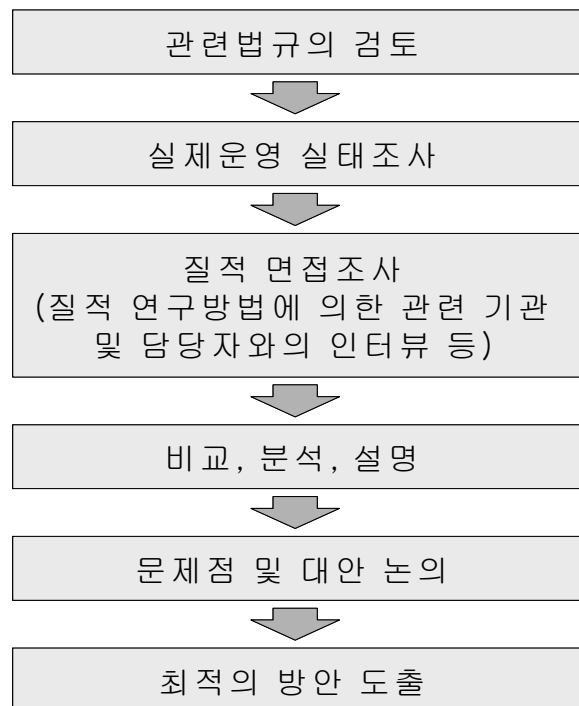 관련법규의 검토
실제운영 실태조사
질적 면접조사
(질적 연구방법에 의한 관련 기관
및 담당자와의 인터뷰 등)
비교, 분석, 설명
문제점 및 대안 논의
최적의 방안 도출